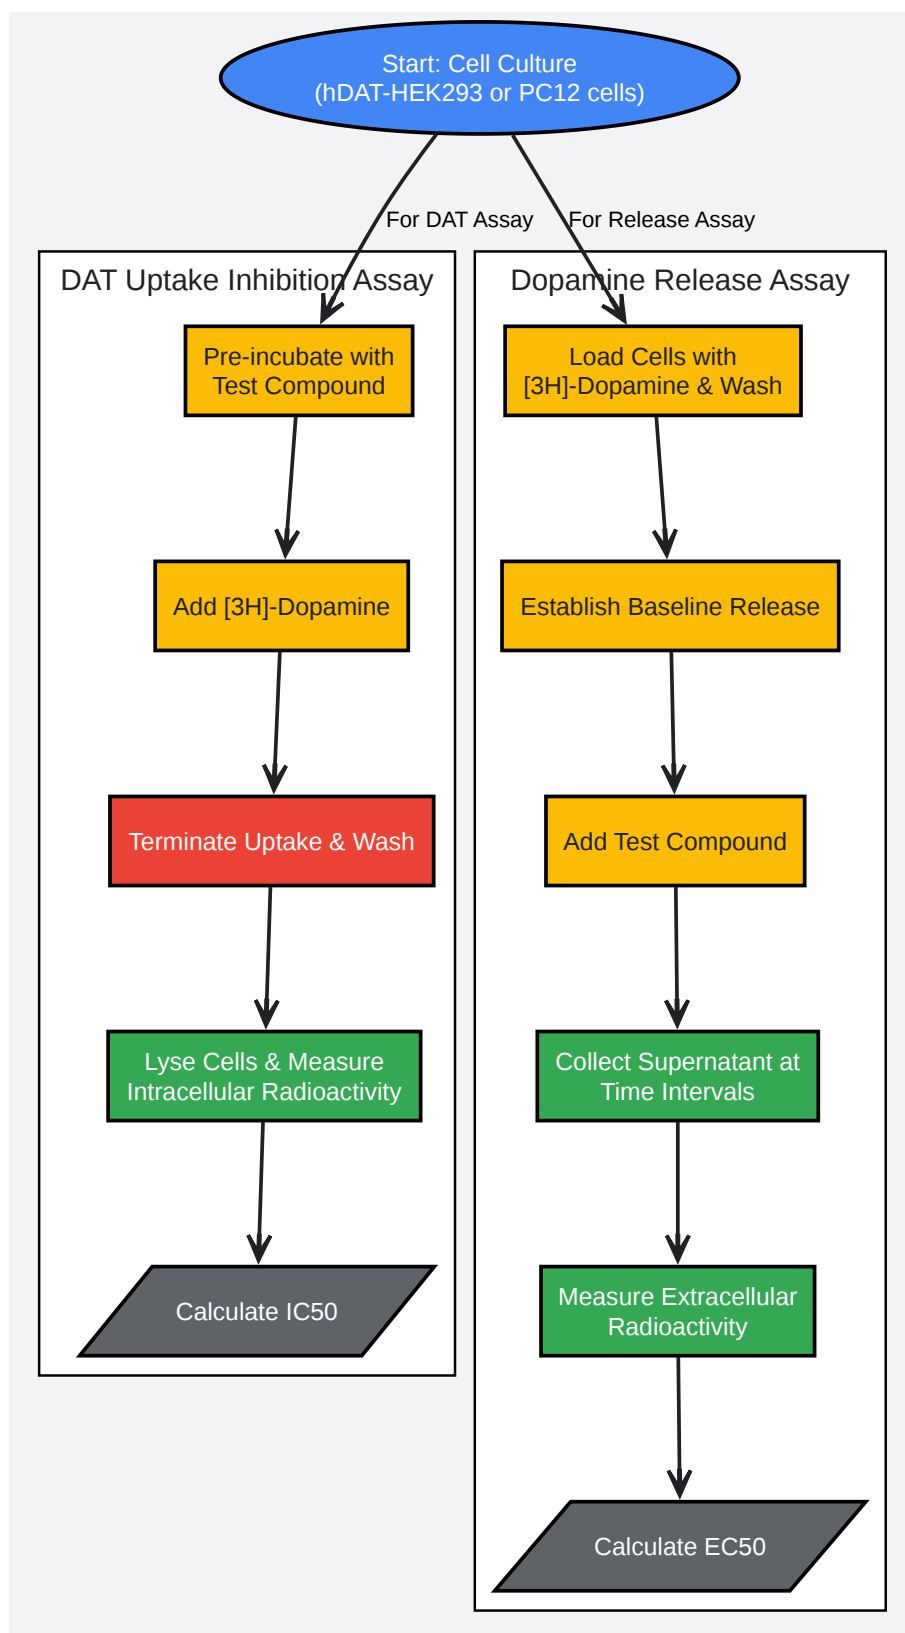 Start: Cell Culture
(hDAT-HEK293 or PC12 cells)
For DAT Assay
For Release Assay
DAT Uptake Inhibition Assay
Pre-incubate with
Test Compound
Add [3H]-Dopamine
Terminate Uptake & Wash
Lyse Cells & Measure
Intracellular Radioactivity
Calculate IC50
Dopamine Release Assay
Load Cells with
[3H]-Dopamine & Wash
Establish Baseline Release
Add Test Compound
Collect Supernatant at
Time Intervals
Measure Extracellular
Radioactivity
Calculate EC50